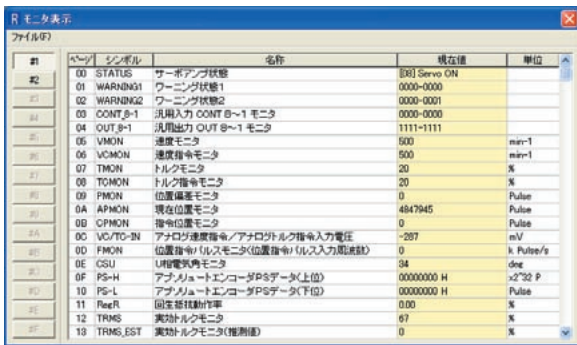 R モニタ表示
ファイル(F)
#1
#2
#3
#4
#5
#6
#7
#8
#9
#A
#B
#C
#D
#E
#F
ページ シンボル 名称 現在値 単位
00 STATUS サーボアンプ状態 [08] Servo ON
01 WARNING1 ワーニング状態1 0000-0000
02 WARNING2 ワーニング状態2 0000-0001
03 CONT_8-1 汎用入力 CONT 8～1 モニタ 0000-0000
04 OUT_8-1 汎用出力 OUT 8～1 モニタ 1111-1111
05 VMON 速度モニタ 500 min-1
06 VCMON 速度指令モニタ 500 min-1
07 TMON トルクモニタ 20 %
08 TCMON トルク指令モニタ 20 %
09 PMON 位置偏差モニタ 0 Pulse
0A APMON 現在位置モニタ 4847945 Pulse
0B CPMON 指令位置モニタ 0 Pulse
0C VC/TC-IN アナログ速度指令／アナログトルク指令入力電圧 -287 mV
0D FMON 位置指令パルスモニタ(位置指令パルス入力周波数) 0 k Pulse/s
0E CSU U相電気角モニタ 34 deg
0F PS-H アブソリュートエンコーダPSデータ(上位) 00000000 H x2^32 P
10 PS-L アブソリュートエンコーダPSデータ(下位) 00000000 H Pulse
11 RegR 回生抵抗動作率 0.00 %
12 TRMS 実効トルクモニタ 67 %
13 TRMS_EST 実効トルクモニタ(推測値) 0 %